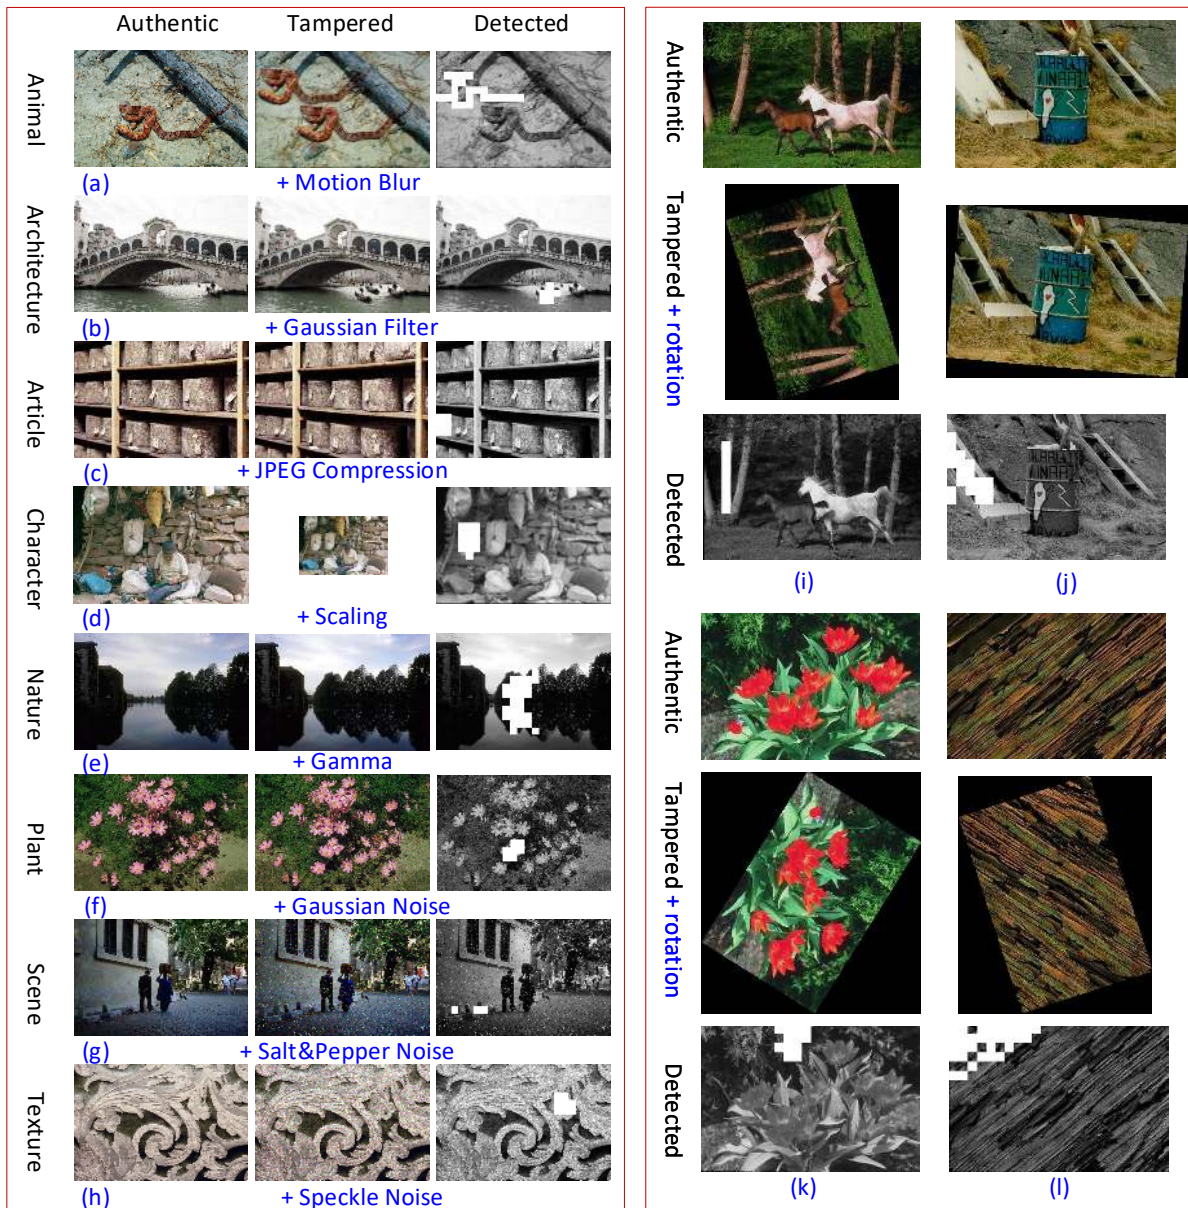 Authentic Tampered Detected
Animal
(a) + Motion Blur
Architecture
(b) + Gaussian Filter
Article
(c) + JPEG Compression
Character
(d) + Scaling
Nature
(e) + Gamma
Plant
(f) + Gaussian Noise
Scene
(g) + Salt&Pepper Noise
Texture
(h) + Speckle Noise
Authentic
Tampered + rotation
Detected
(i) (j)
Authentic
Tampered + rotation
Detected
(k) (l)